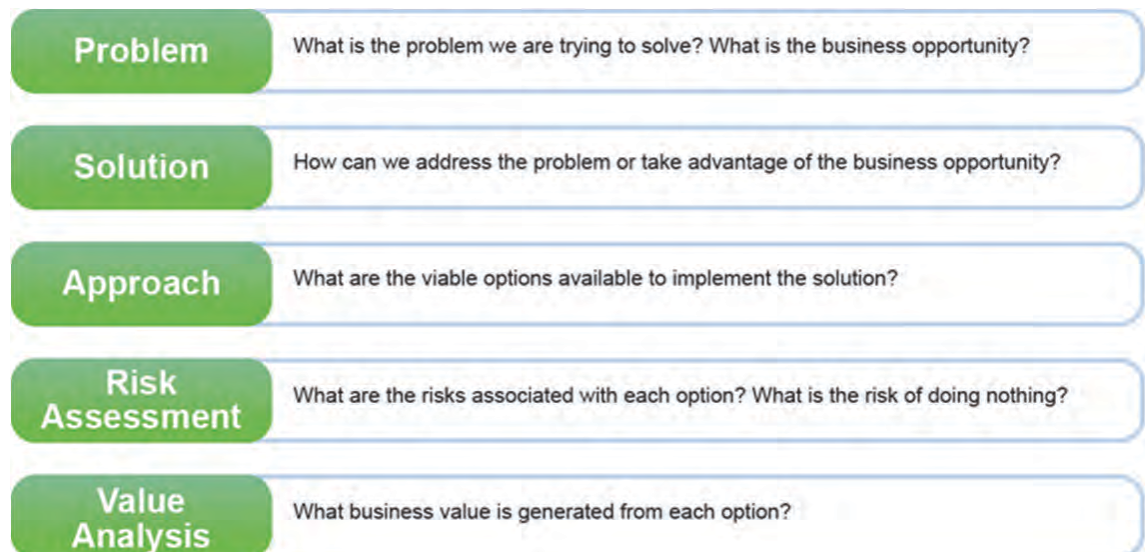 Problem
What is the problem we are trying to solve? What is the business opportunity?
Solution
How can we address the problem or take advantage of the business opportunity?
Approach
What are the viable options available to implement the solution?
Risk
Assessment
What are the risks associated with each option? What is the risk of doing nothing?
Value
Analysis
What business value is generated from each option?